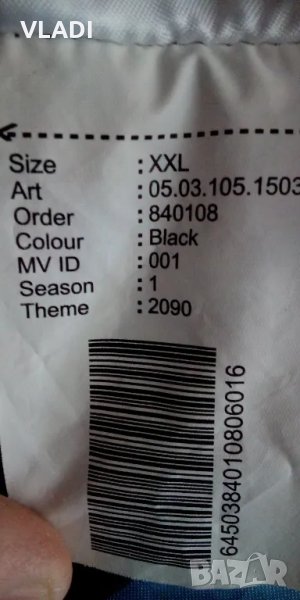 VLADI
Size : XXL
Art : 05.03.105.1503
Order : 840108
Colour : Black
MV ID : 001
Season : 1
Theme : 2090
6450384010806016
BAZAR